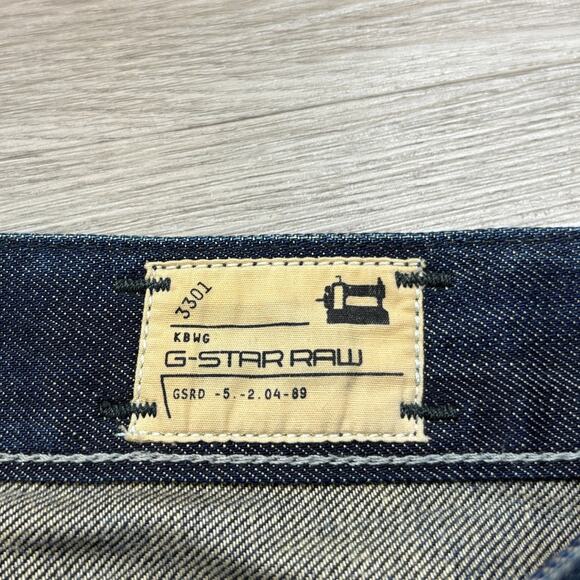 3301
KBWG
G-STAR RAW
GSRD -5.-2.04-89